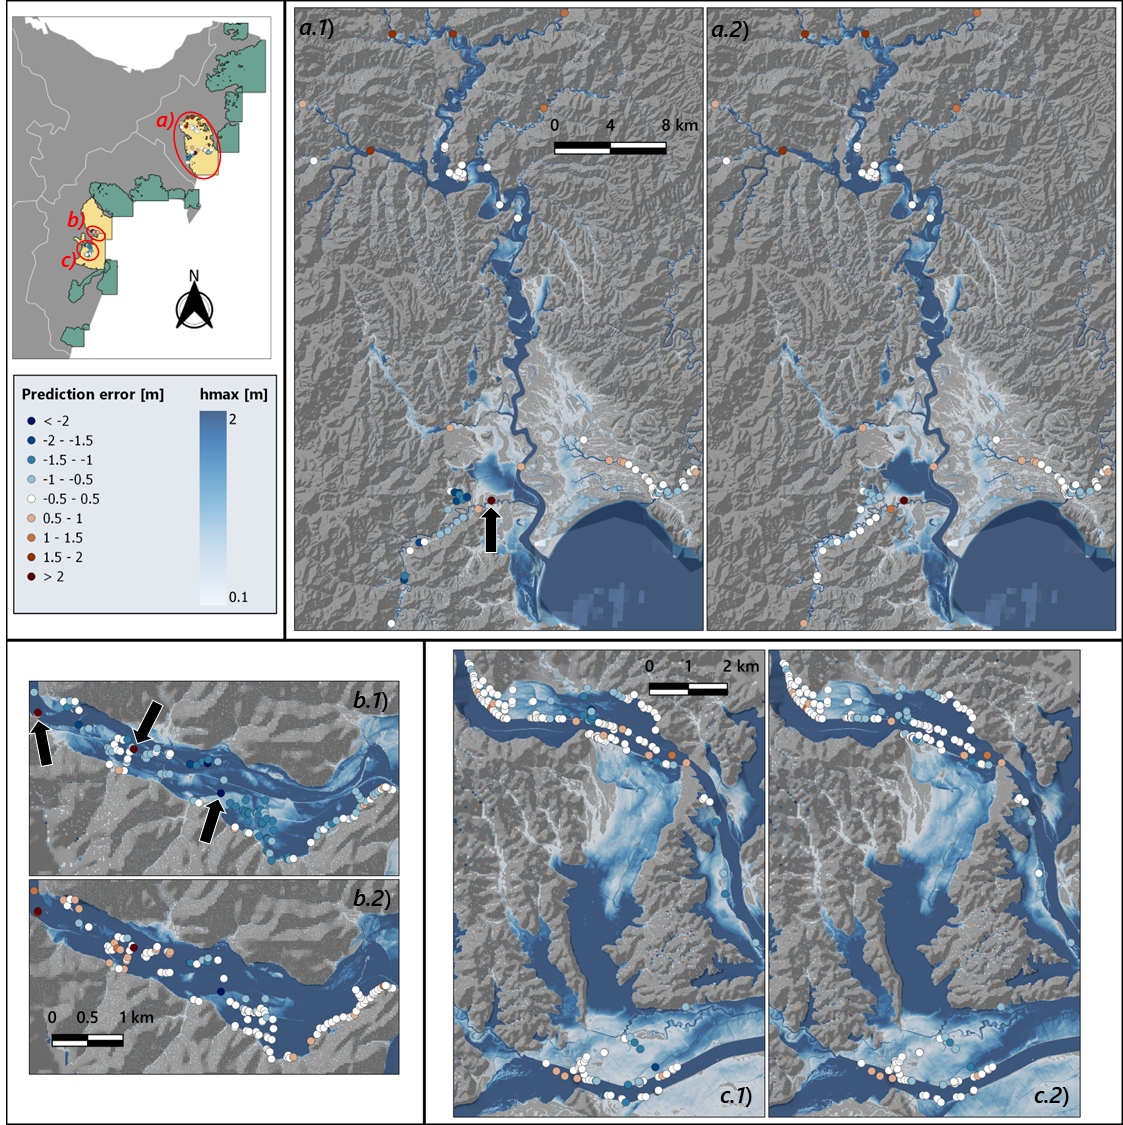 a)
b)
c)
N
Prediction error [m]
hmax [m]
< -2
-2 - -1.5
-1.5 - -1
-1 - -0.5
-0.5 - 0.5
0.5 - 1
1 - 1.5
1.5 - 2
> 2
2
0.1
a.1)
0 4 8 km
a.2)
b.1)
b.2)
0 0.5 1 km
0 1 2 km
c.1)
c.2)